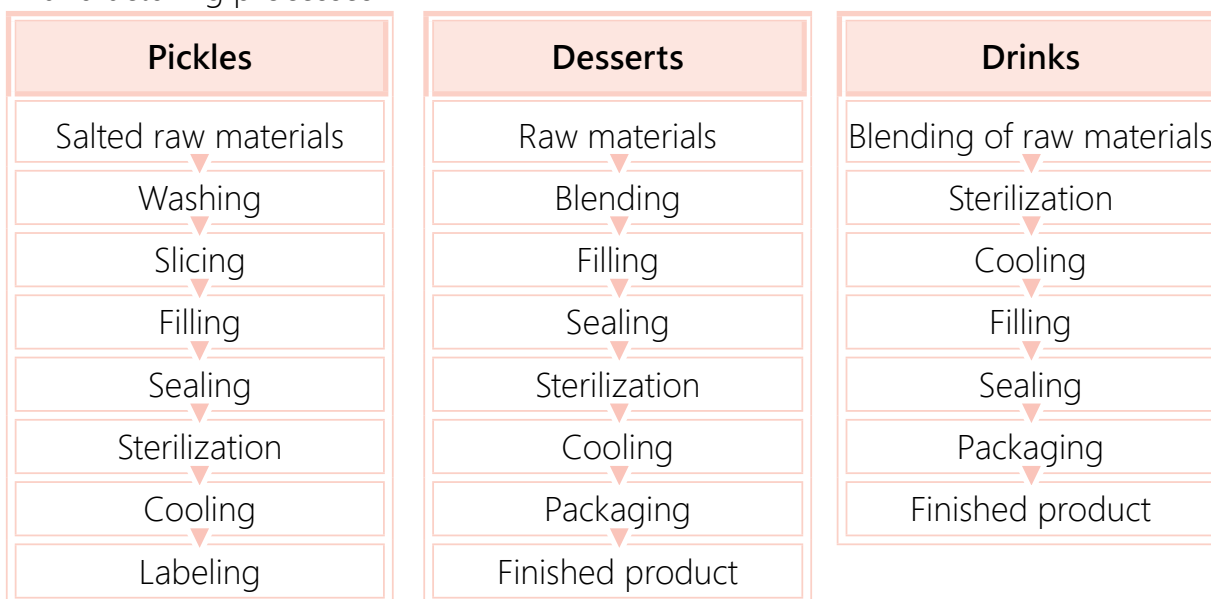 Pickles
Salted raw materials
Washing
Slicing
Filling
Sealing
Sterilization
Cooling
Labeling
Desserts
Raw materials
Blending
Filling
Sealing
Sterilization
Cooling
Packaging
Finished product
Drinks
Blending of raw materials
Sterilization
Cooling
Filling
Sealing
Packaging
Finished product